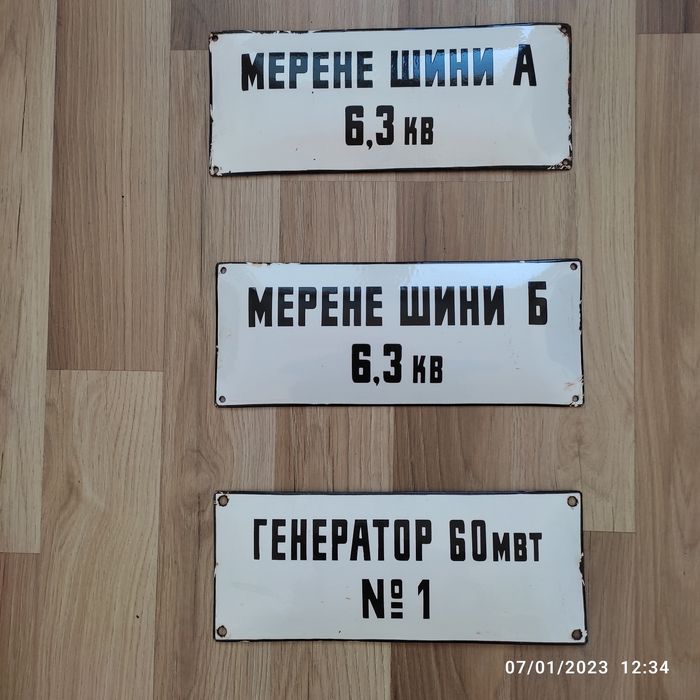 МЕРЕНЕ ШИНИ А
6,3 кв
МЕРЕНЕ ШИНИ Б
6,3 кв
ГЕНЕРАТОР 60мвт
№ 1
07/01/2023 12:34